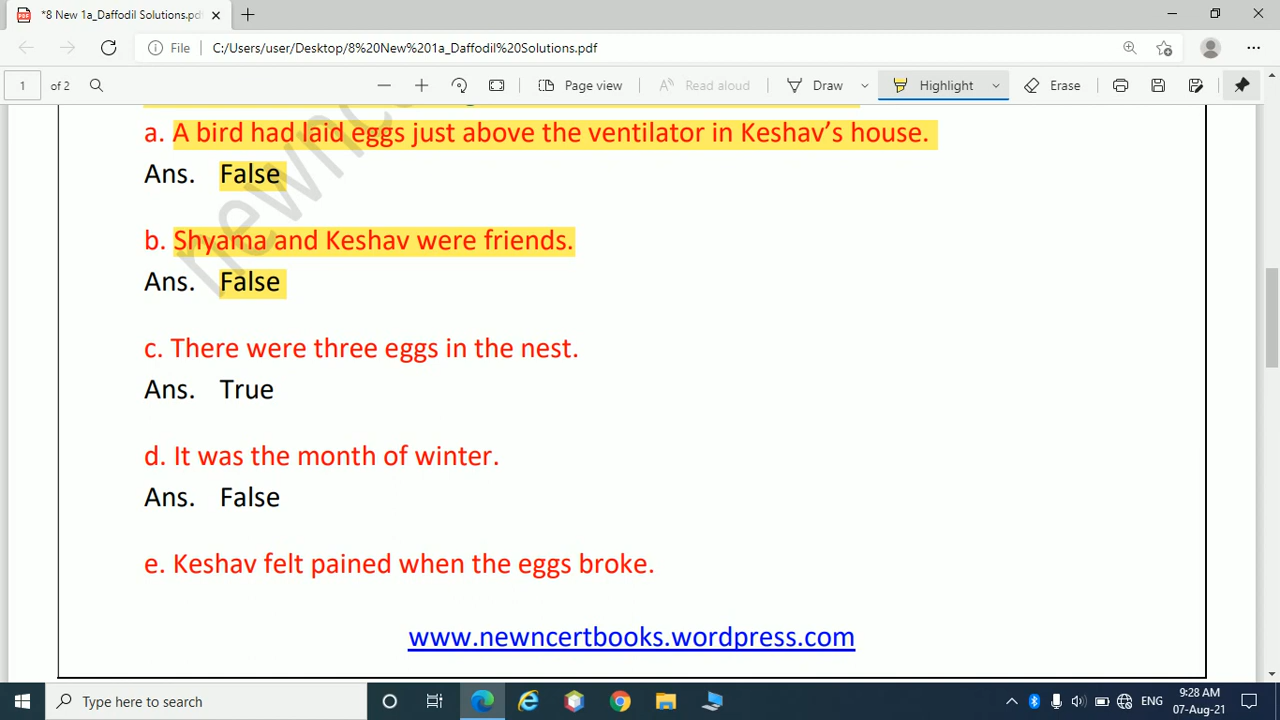 *8 New 1a_Daffodil Solutions.pdf
File C:/Users/user/Desktop/8%20New%201a_Daffodil%20Solutions.pdf
1 of 2 Page view Read aloud Draw Highlight Erase
a. A bird had laid eggs just above the ventilator in Keshav’s house.
Ans. False
b. Shyama and Keshav were friends.
Ans. False
c. There were three eggs in the nest.
Ans. True
d. It was the month of winter.
Ans. False
e. Keshav felt pained when the eggs broke.
www.newncertbooks.wordpress.com
newnc
Type here to search
ENG
9:28 AM
07-Aug-21